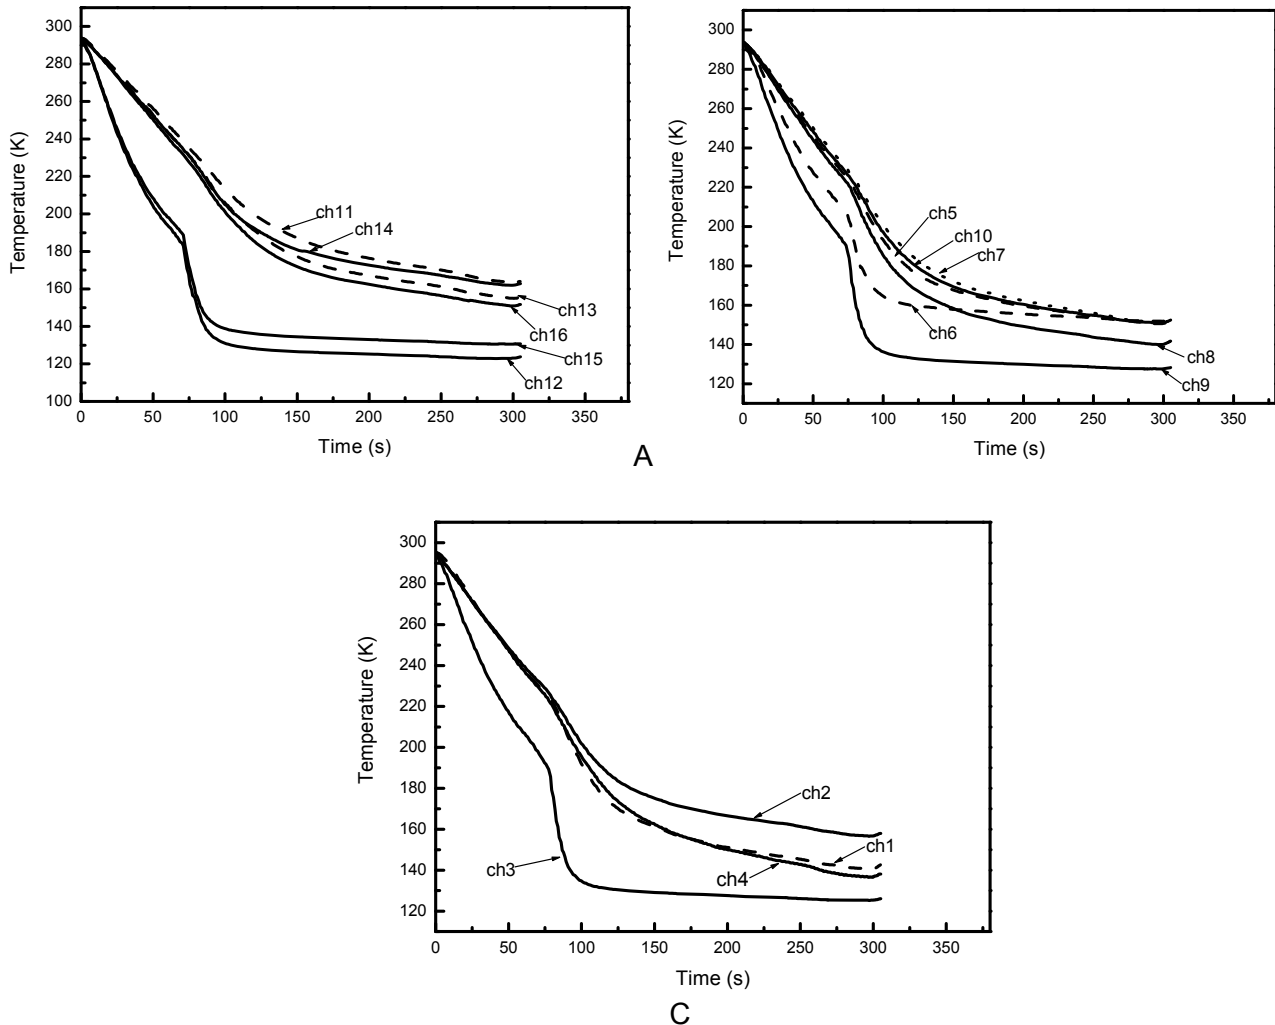 300
280
260
240
220
200
180
160
140
120
100
Temperature (K)
0 50 100 150 200 250 300 350
Time (s)
ch11
ch14
ch13
ch16
ch15
ch12
300
280
260
240
220
200
180
160
140
120
Temperature (K)
0 50 100 150 200 250 300 350
Time (s)
ch5
ch10
ch7
ch6
ch8
ch9
A
300
280
260
240
220
200
180
160
140
120
Temperature (K)
0 50 100 150 200 250 300 350
Time (s)
ch2
ch1
ch3
ch4
C